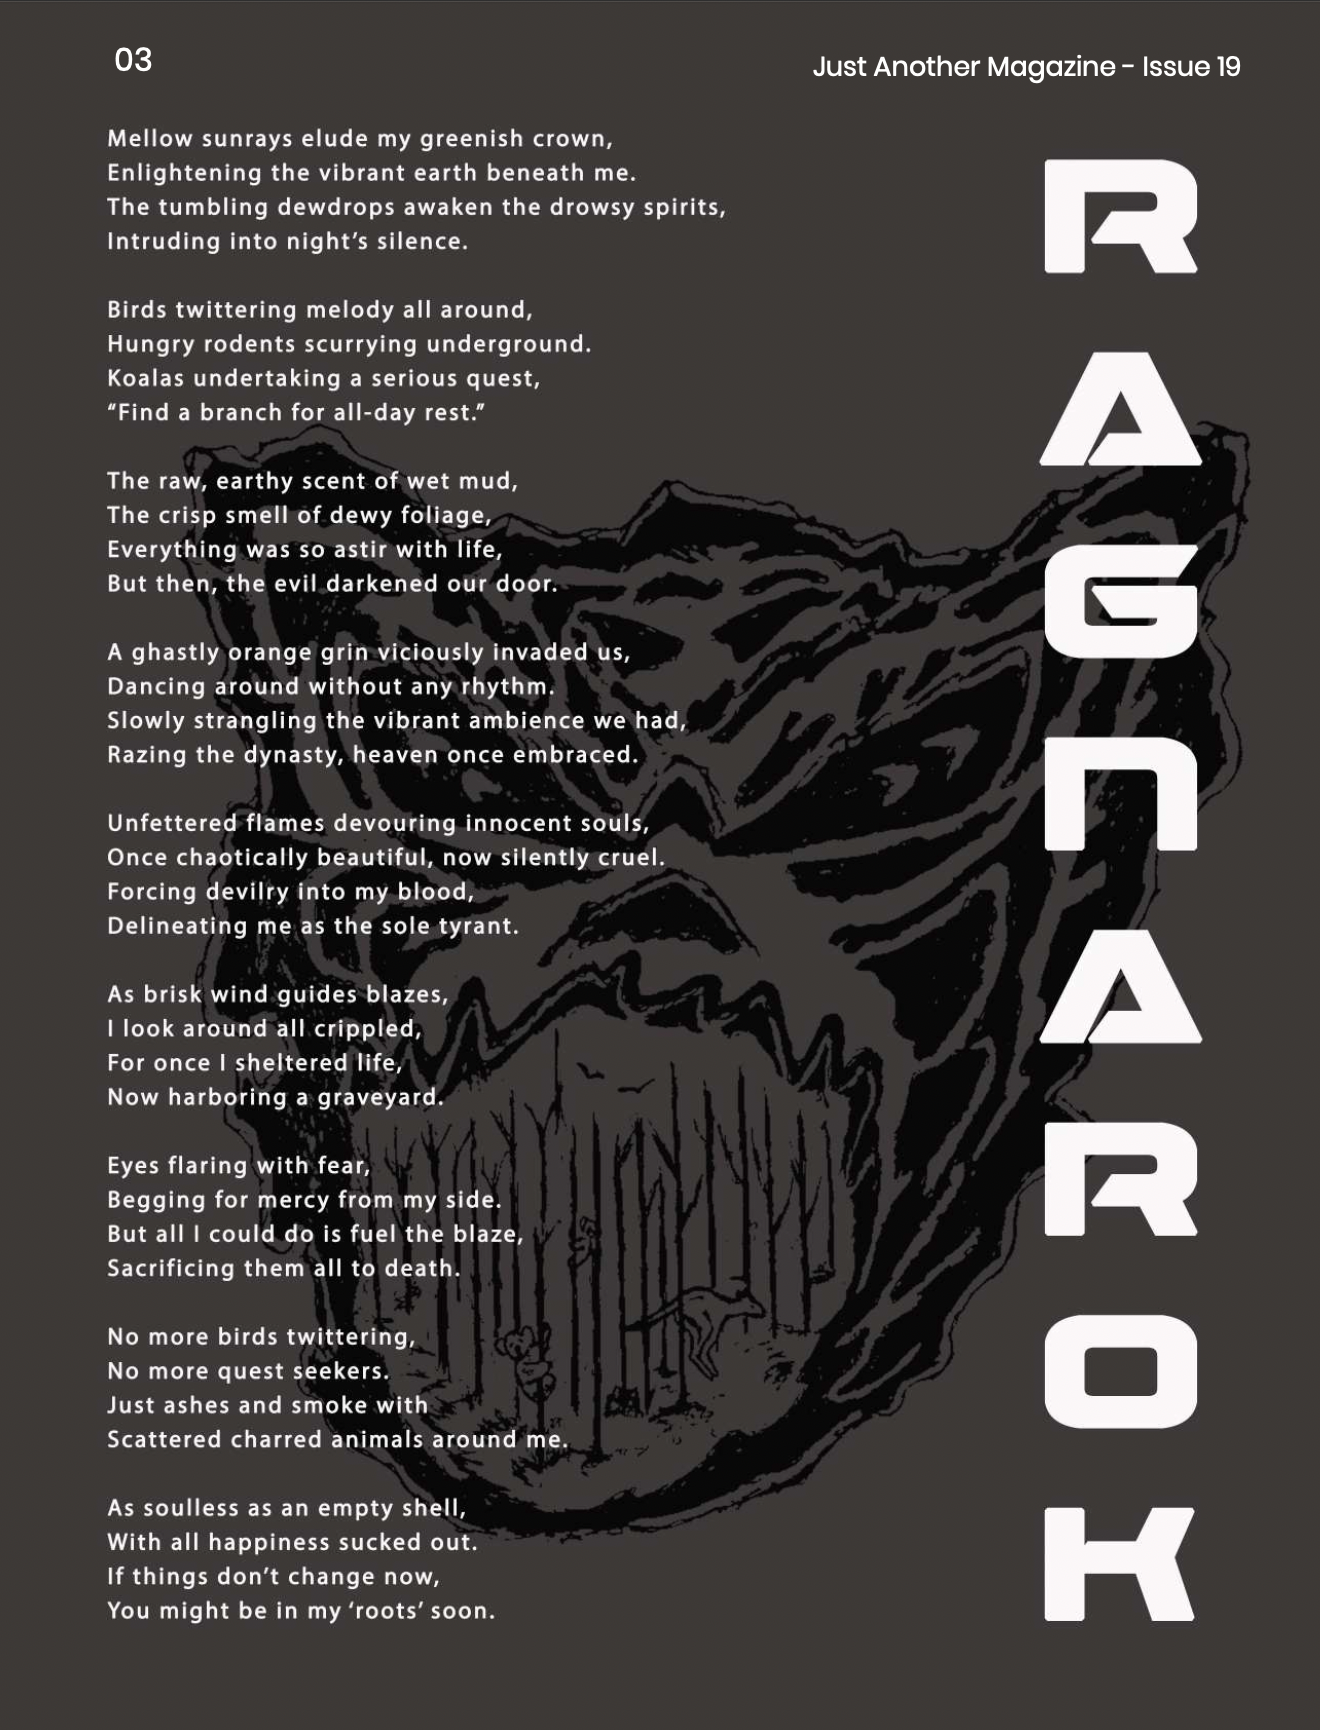 03
Just Another Magazine - Issue 19
Mellow sunrays elude my greenish crown,
Enlightening the vibrant earth beneath me.
The tumbling dewdrops awaken the drowsy spirits,
Intruding into night’s silence.
Birds twittering melody all around,
Hungry rodents scurrying underground.
Koalas undertaking a serious quest,
“Find a branch for all-day rest.”
The raw, earthy scent of wet mud,
The crisp smell of dewy foliage,
Everything was so astir with life,
But then, the evil darkened our door.
A ghastly orange grin viciously invaded us,
Dancing around without any rhythm.
Slowly strangling the vibrant ambience we had,
Razing the dynasty, heaven once embraced.
Unfettered flames devouring innocent souls,
Once chaotically beautiful, now silently cruel.
Forcing devilry into my blood,
Delineating me as the sole tyrant.
As brisk wind guides blazes,
I look around all crippled,
For once I sheltered life,
Now harboring a graveyard.
Eyes flaring with fear,
Begging for mercy from my side.
But all I could do is fuel the blaze,
Sacrificing them all to death.
No more birds twittering,
No more quest seekers.
Just ashes and smoke with
Scattered charred animals around me.
As soulless as an empty shell,
With all happiness sucked out.
If things don’t change now,
You might be in my ‘roots’ soon.
RAGNAROK